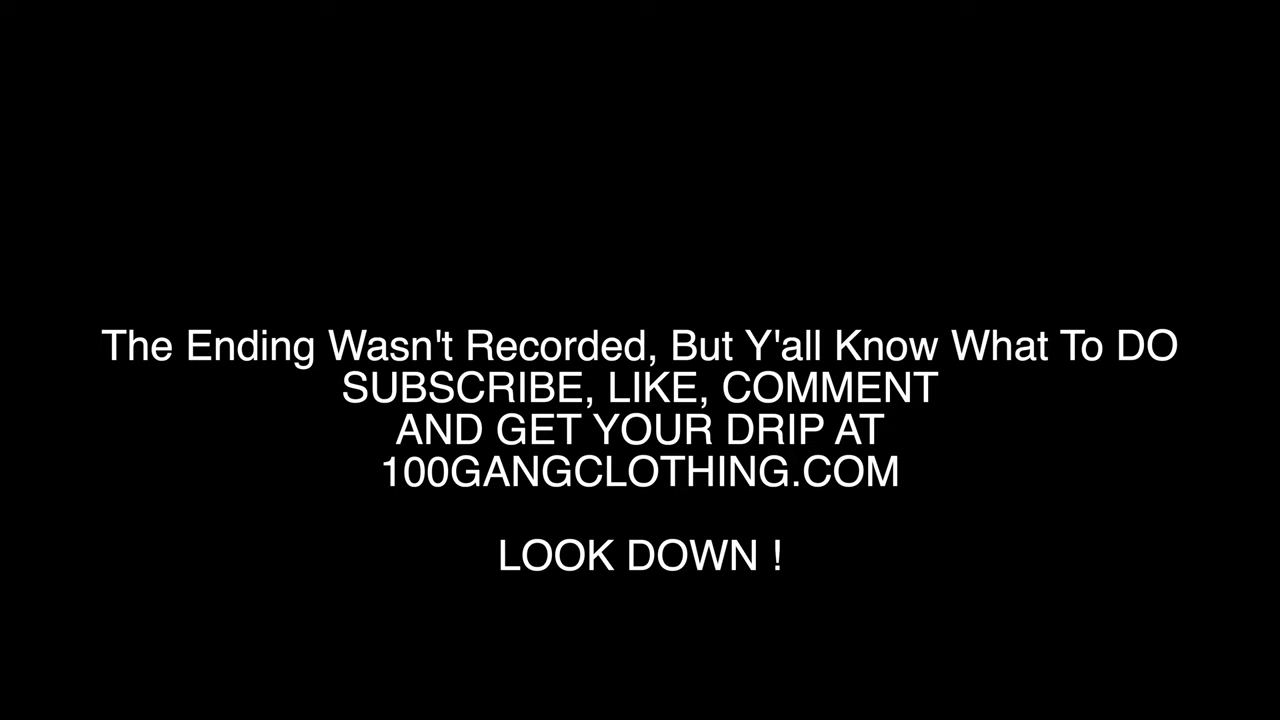 The Ending Wasn't Recorded, But Y'all Know What To DO
SUBSCRIBE, LIKE, COMMENT
AND GET YOUR DRIP AT
100GANGCLOTHING.COM
LOOK DOWN !